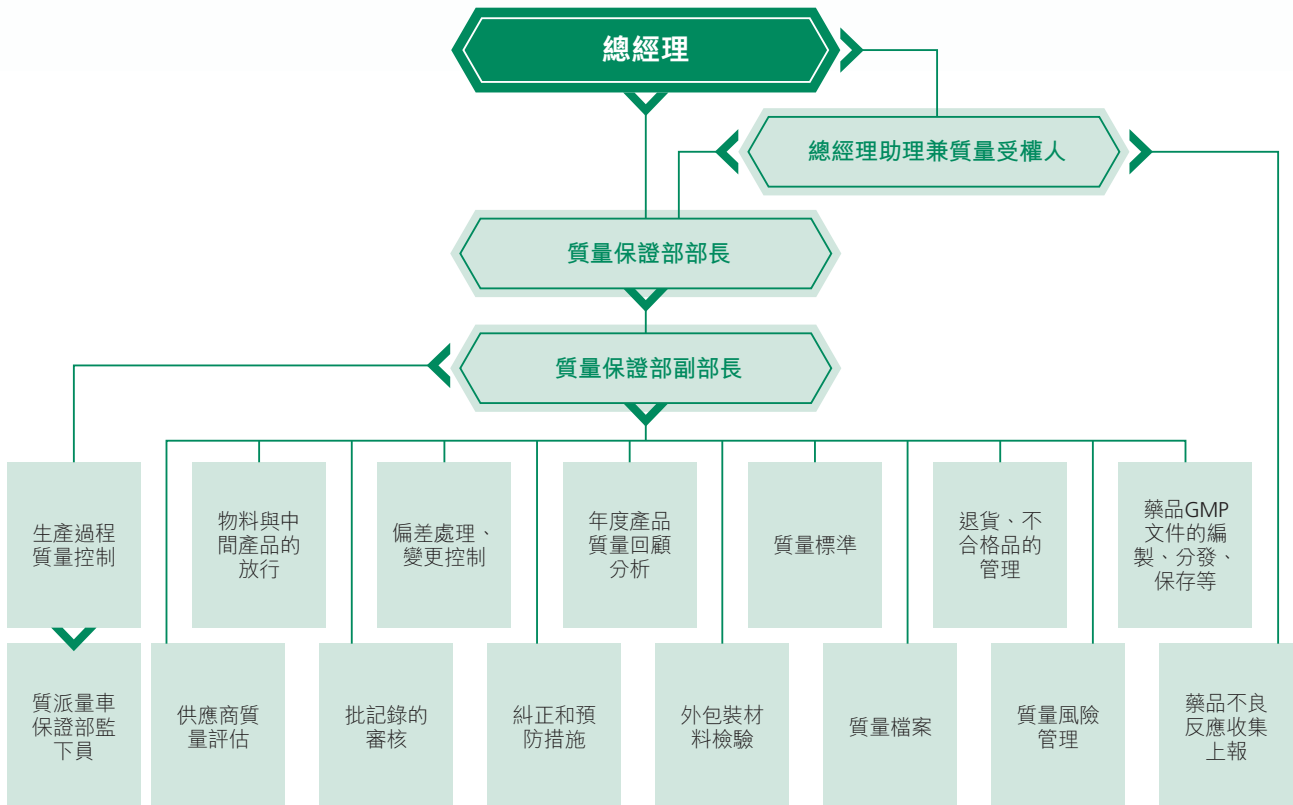 總經理
總經理助理兼質量受權人
質量保證部部長
質量保證部副部長
生產過程
質量控制
物料與中
間產品的
放行
偏差處理、
變更控制
年度產品
質量回顧
分析
質量標準
退貨、不
合格品的
管理
藥品GMP
文件的編
製、分發、
保存等
質派量車
保證部監
下員
供應商質
量評估
批記錄的
審核
糾正和預
防措施
外包裝材
料檢驗
質量檔案
質量風險
管理
藥品不良
反應收集
上報